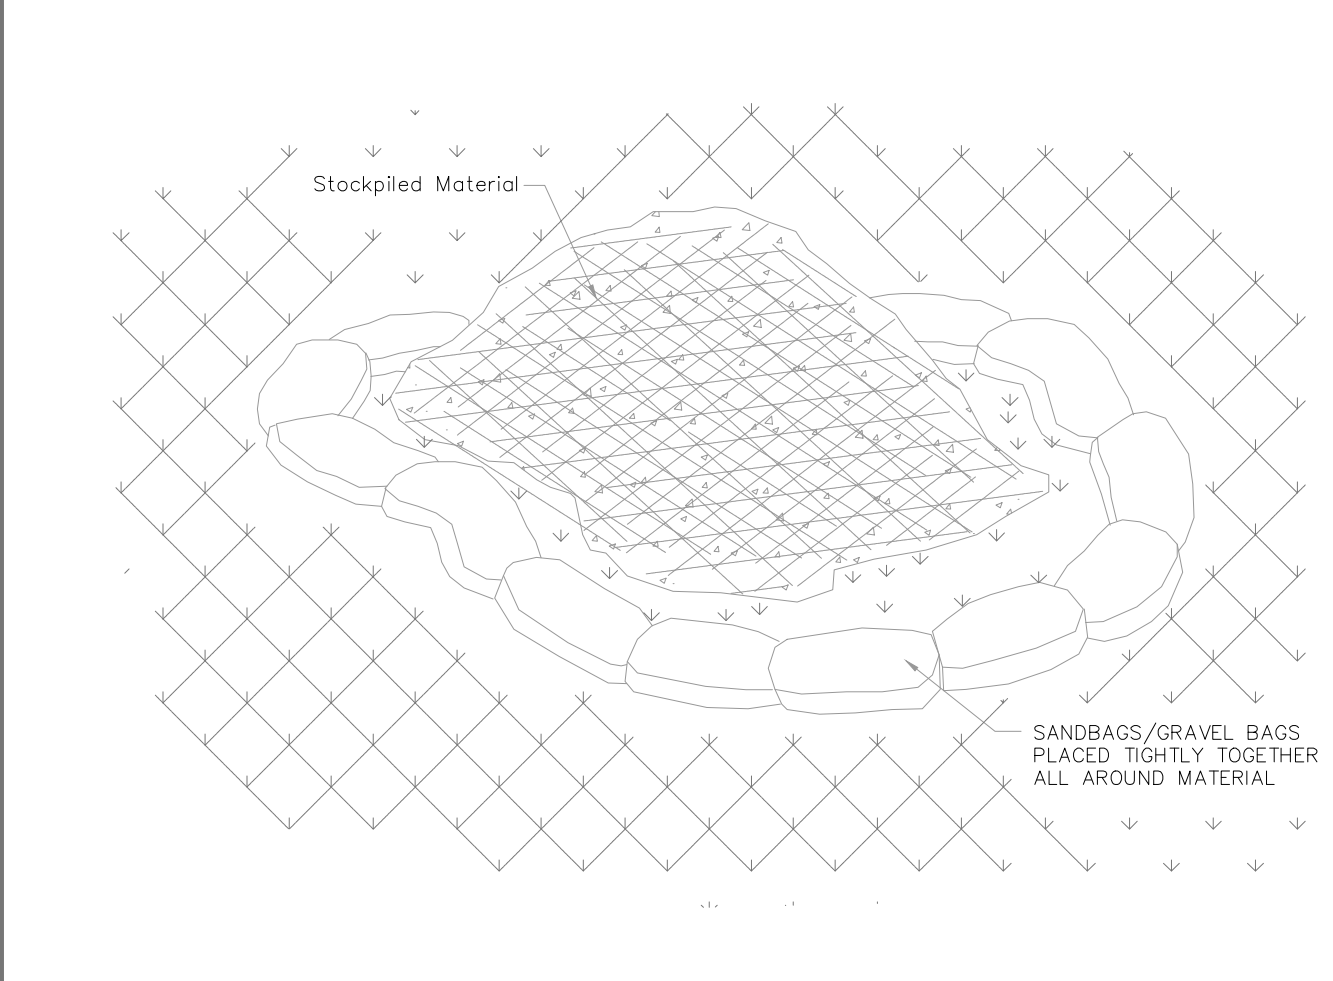 Stockpiled Material
SANDBAGS/GRAVEL BAGS
PLACED TIGHTLY TOGETHER
ALL AROUND MATERIAL